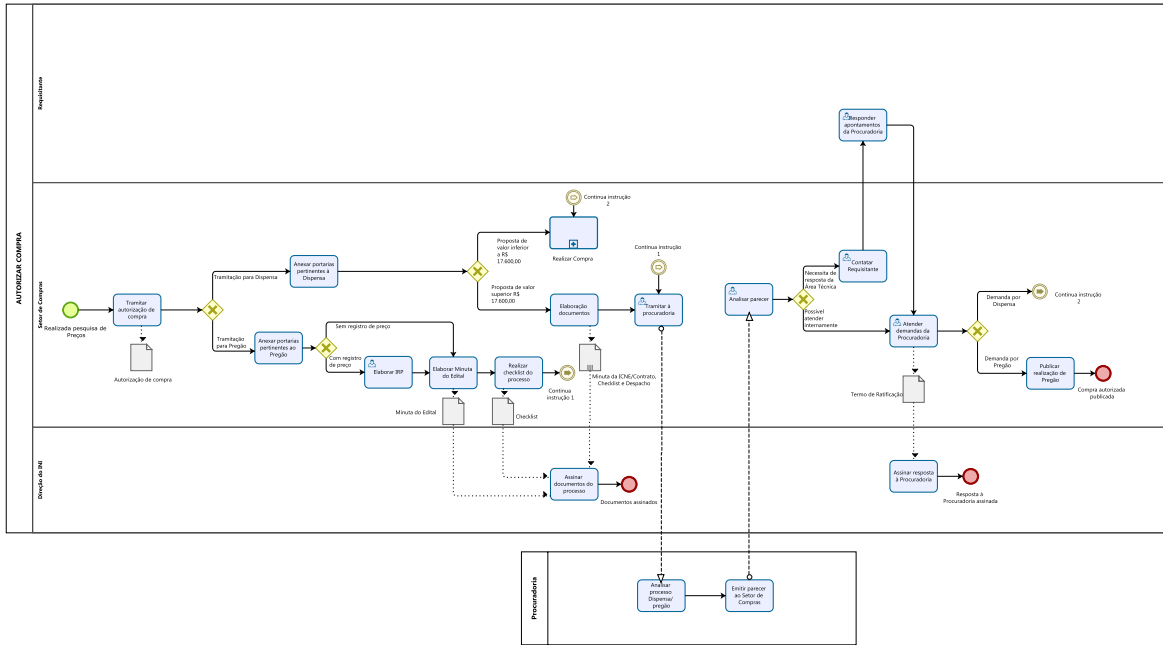 AUTORIZAR COMPRA
Requisitante
Setor de Compras
Direção do INI
Procuradoria
Realizada pesquisa de
Preços
Tramitar
autorização de
compra
Autorização de compra
Tramitação para Dispensa
Tramitação
para Pregão
Anexar portarias
pertinentes à
Dispensa
Anexar portarias
pertinentes ao
Pregão
Sem registro de preço
Com registro
de preço
Elaborar IRP
Elaborar Minuta
do Edital
Realizar
checklist do
processo
Continua
instrução 1
Minuta do Edital
Checklist
Proposta de
valor inferior
a R$
17.600,00
Proposta de valor
superior R$
17.600,00
Continua instrução
2
Realizar Compra
Elaboração
documentos
Minuta da [CNE/Contrato,
Checklist e Despacho
Continua instrução
1
Tramitar à
procuradoria
Assinar
documentos do
processo
Documentos assinados
Analisar
processo
Dispensa/
pregão
Emitir parecer
ao Setor de
Compras
Analisar parecer
Necessita de
resposta da
Área Técnica
Possível
atender
internamente
Contatar
Requisitante
Responder
apontamentos
da Procuradoria
Atender
demandas da
Procuradoria
Termo de Ratificação
Assinar resposta
à Procuradoria
Resposta à
Procuradoria assinada
Demanda por
Dispensa
Continua instrução
2
Demanda por
Pregão
Publicar
realização de
Pregão
Compra autorizada
publicada